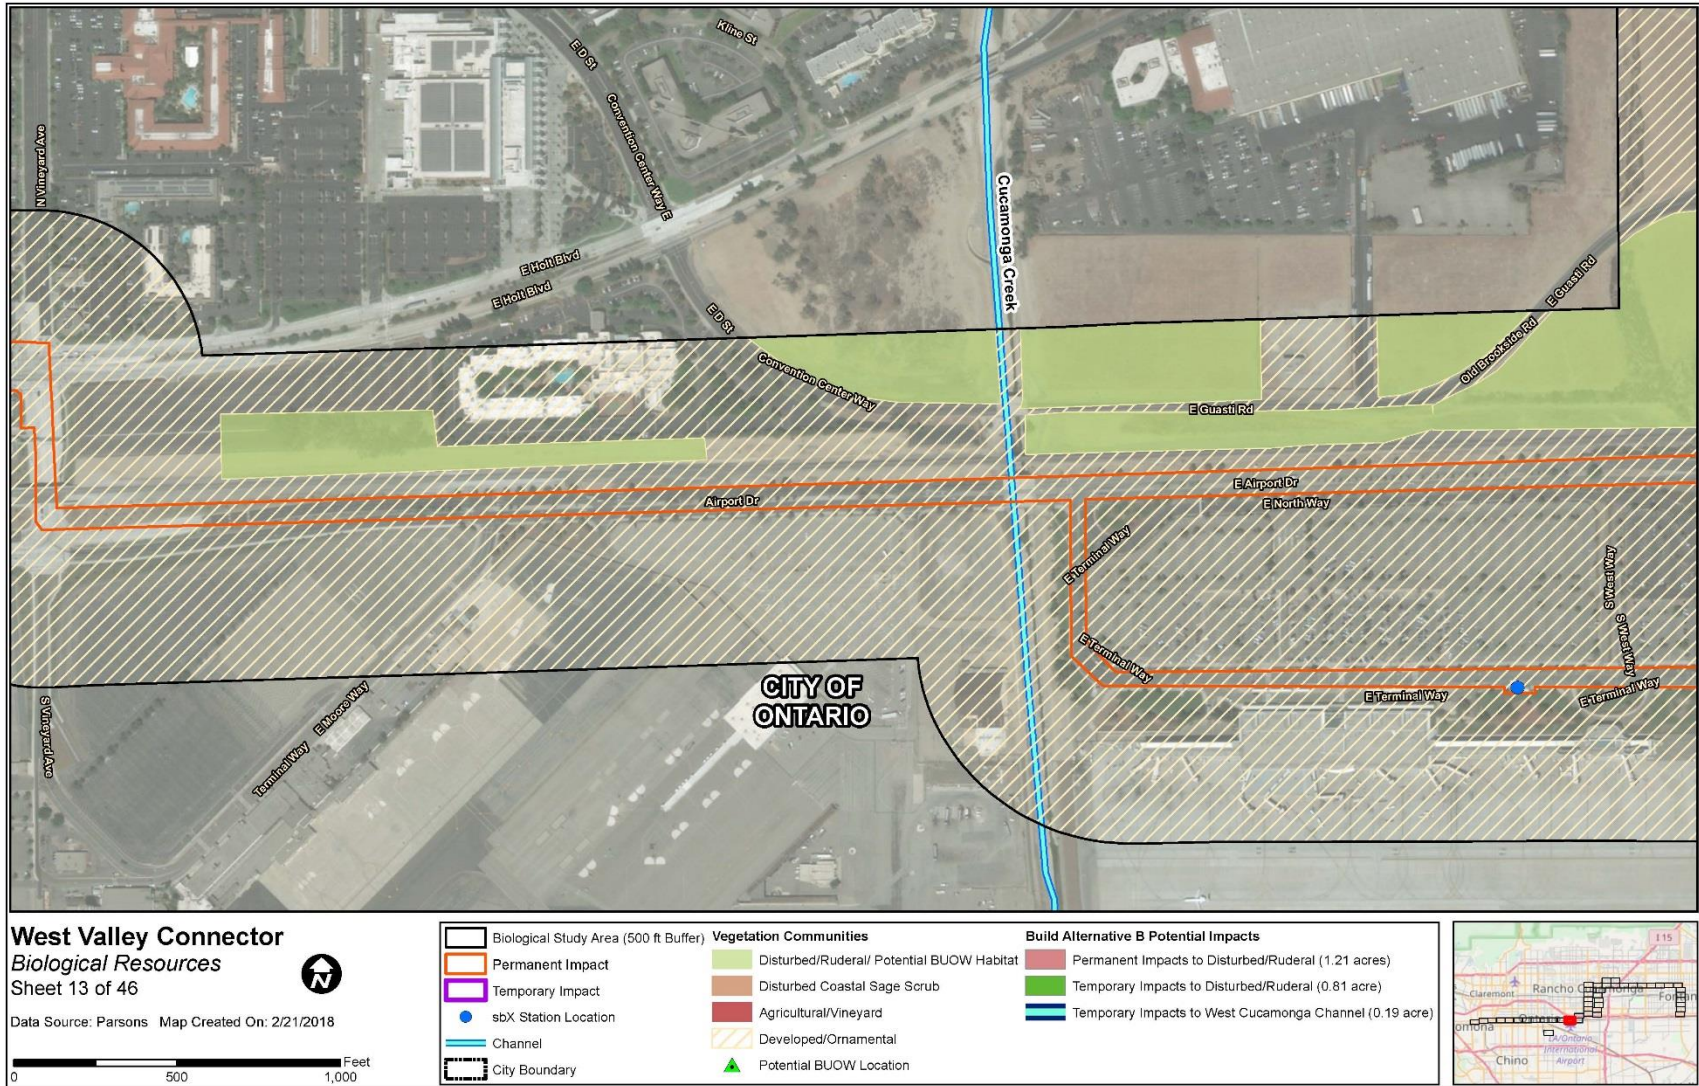 Kline St
E D St
N Vineyard Ave
Convention Center Way E
Cucamonga Creek
E Holt Blvd
E Holt Blvd
E Guasti Rd
E D St
Old Brookside Rd
Convention Center Way
E Guasti Rd
E Airport Dr
Airport Dr
E North Way
E Terminal Way
S West Way
S West Way
E Terminal Way
CITY OF
ONTARIO
E Terminal Way
E Terminal Way
S Vineyard Ave
E Moore Way
Terminal Way
West Valley Connector
Biological Resources
Sheet 13 of 46
N
Data Source: Parsons Map Created On: 2/21/2018
Feet
0 500 1,000
Biological Study Area (500 ft Buffer)
Permanent Impact
Temporary Impact
sbX Station Location
Channel
City Boundary
Vegetation Communities
Disturbed/Ruderal/ Potential BUOW Habitat
Disturbed Coastal Sage Scrub
Agricultural/Vineyard
Developed/Ornamental
Potential BUOW Location
Build Alternative B Potential Impacts
Permanent Impacts to Disturbed/Ruderal (1.21 acres)
Temporary Impacts to Disturbed/Ruderal (0.81 acre)
Temporary Impacts to West Cucamonga Channel (0.19 acre)
I 15
Claremont
Chino
LA/Ontario
International
Airport